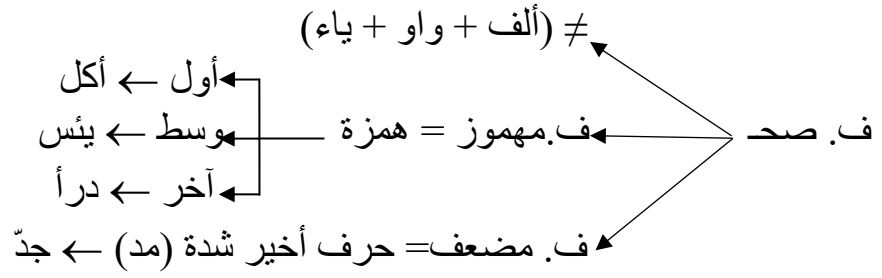 ≠ (ألف + واو + ياء)
أول ← أكل
ف. صحـ ف.مهموز = همزة وسط ← يئس
آخر ← درأ
ف. مضعف= حرف أخير شدة (مد) ← جدّ